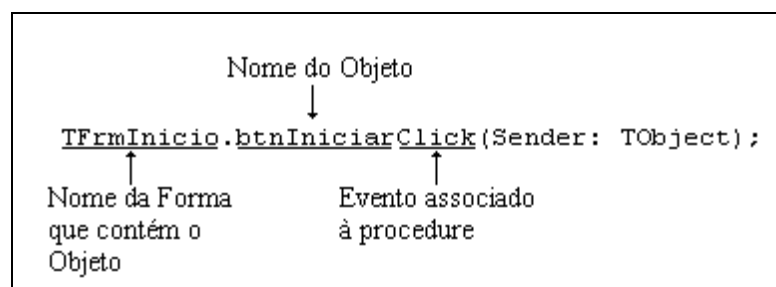 Nome do Objeto
TFrmInicio.btnIniciarClick(Sender: TObject);
Nome da Forma
que contém o
Objeto
Evento associado
à procedure